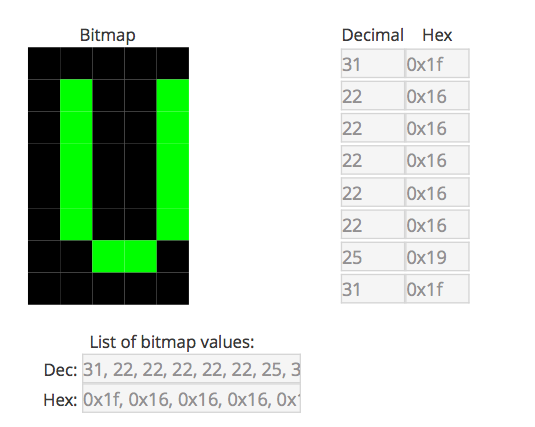 Bitmap
Decimal Hex
31 0x1f
22 0x16
22 0x16
22 0x16
22 0x16
22 0x16
25 0x19
31 0x1f
List of bitmap values:
Dec: 31, 22, 22, 22, 22, 22, 25, 3
Hex: 0x1f, 0x16, 0x16, 0x16, 0x1